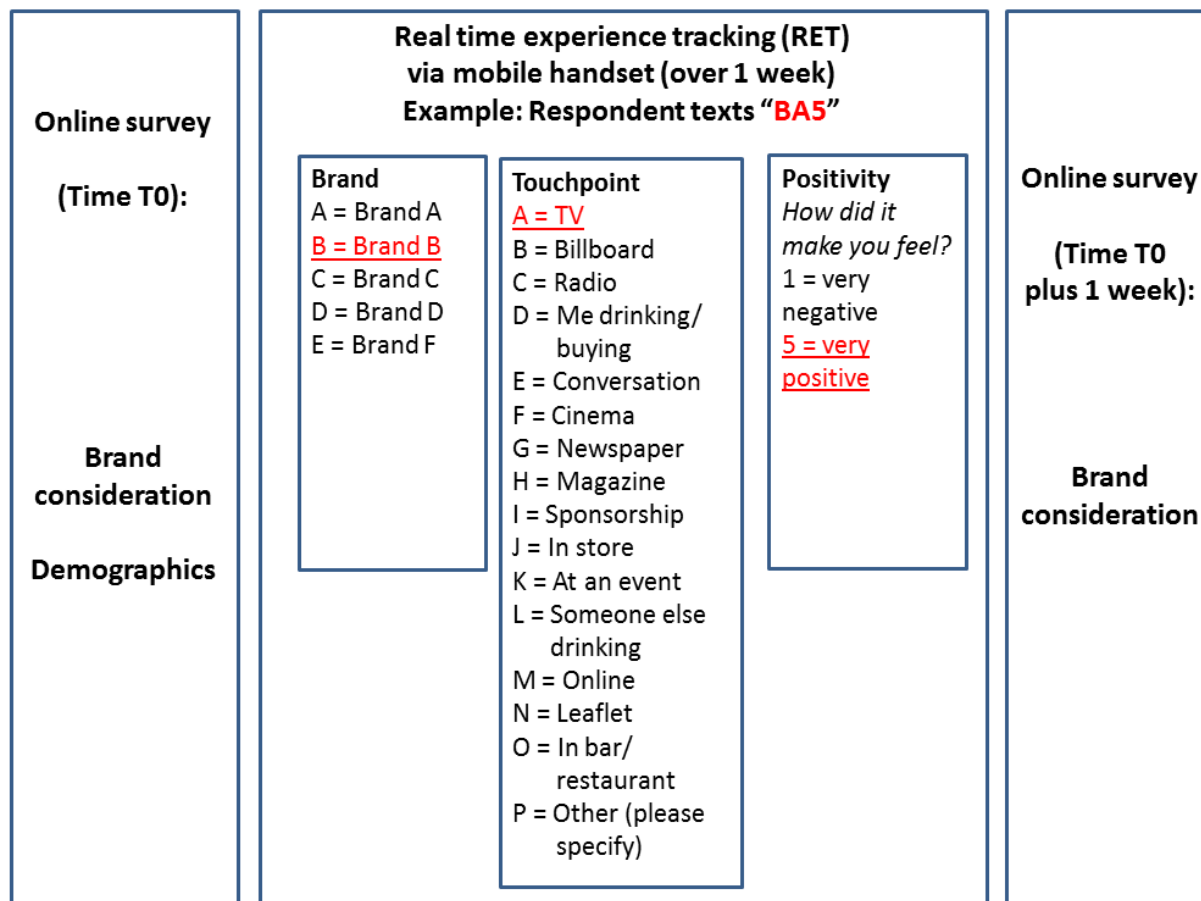 Online survey
(Time T0):
Brand
consideration
Demographics
Real time experience tracking (RET)
via mobile handset (over 1 week)
Example: Respondent texts “BA5”
Brand
A = Brand A
B = Brand B
C = Brand C
D = Brand D
E = Brand F
Touchpoint
A = TV
B = Billboard
C = Radio
D = Me drinking/
buying
E = Conversation
F = Cinema
G = Newspaper
H = Magazine
I = Sponsorship
J = In store
K = At an event
L = Someone else
drinking
M = Online
N = Leaflet
O = In bar/
restaurant
P = Other (please
specify)
Positivity
How did it
make you feel?
1 = very
negative
5 = very
positive
Online survey
(Time T0
plus 1 week):
Brand
consideration